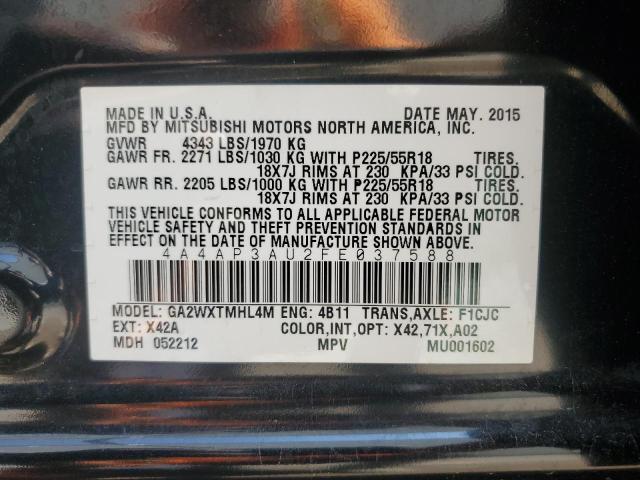 MADE IN U.S.A. DATE MAY. 2015
MFD BY MITSUBISHI MOTORS NORTH AMERICA, INC.
GVWR 4343 LBS/1970 KG
GAWR FR. 2271 LBS/1030 KG WITH P225/55R18 TIRES.
18X7J RIMS AT 230 KPA/33 PSI COLD.
GAWR RR. 2205 LBS/1000 KG WITH P225/55R18 TIRES.
18X7J RIMS AT 230 KPA/33 PSI COLD.
THIS VEHICLE CONFORMS TO ALL APPLICABLE FEDERAL MOTOR
VEHICLE SAFETY AND THEFT PREVENTION STANDARDS IN
EFFECT ON THE DATE OF MANUFACTURE SHOWN ABOVE.
4A4AP3AU2FE037588
MODEL: GA2WXTMHL4M ENG: 4B11 TRANS,AXLE: F1CJC
EXT: X42A COLOR,INT,OPT: X42,71X,A02
MDH 052212 MPV MU001602